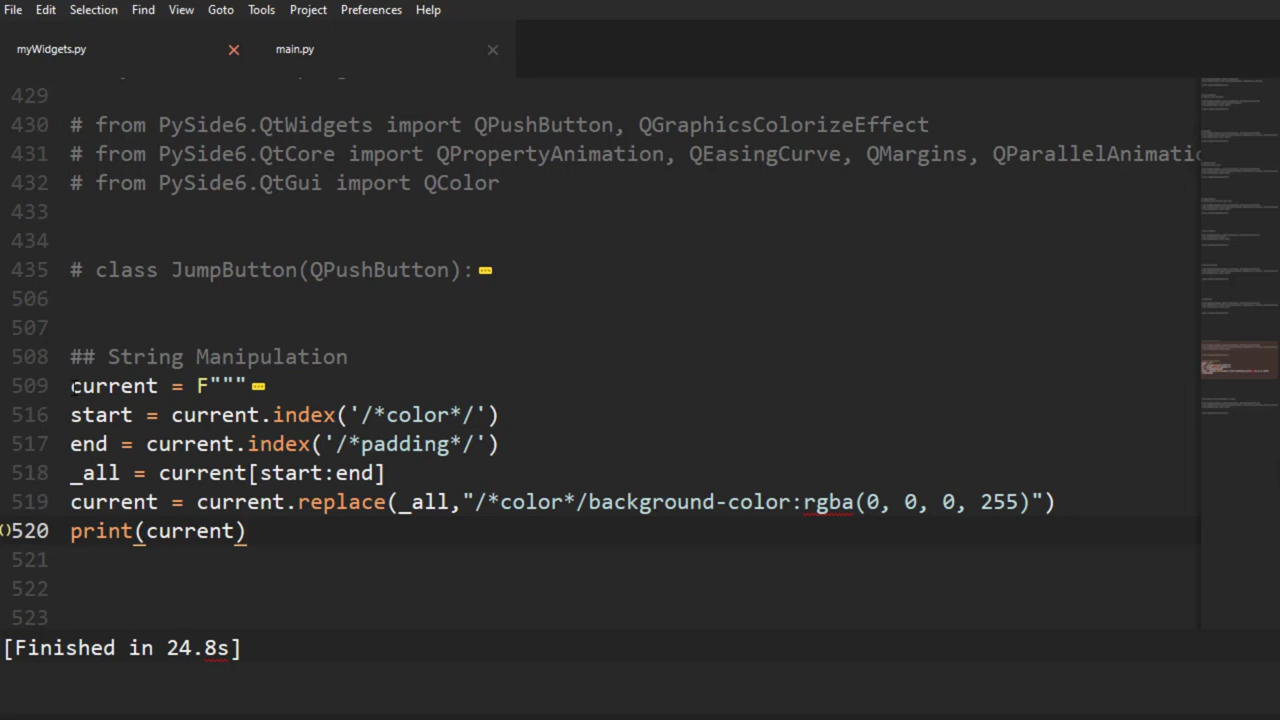 File Edit Selection Find View Goto Tools Project Preferences Help
myWidgets.py main.py
429
430 # from PySide6.QtWidgets import QPushButton, QGraphicsColorizeEffect
431 # from PySide6.QtCore import QPropertyAnimation, QEasingCurve, QMargins, QParallelAnimatio
432 # from PySide6.QtGui import QColor
433
434
435 # class JumpButton(QPushButton):
506
507
508 ## String Manipulation
509 current = F"""
516 start = current.index('/*color*/')
517 end = current.index('/*padding*/')
518 _all = current[start:end]
519 current = current.replace(_all,"/*color*/background-color:rgba(0, 0, 0, 255)")
520 print(current)
521
522
523
[Finished in 24.8s]